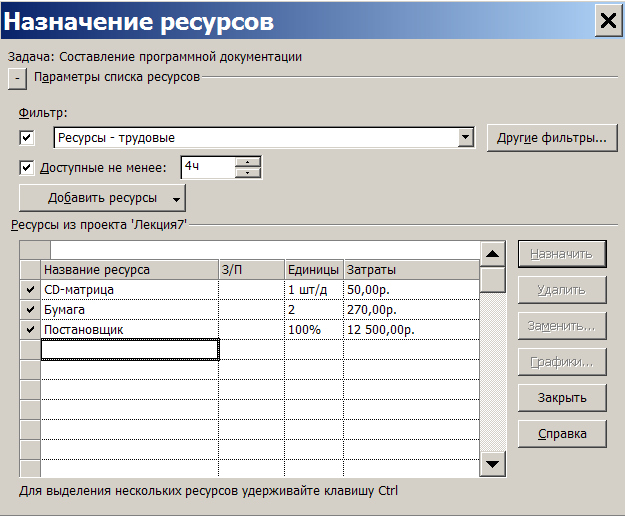 Назначение ресурсов
Задача: Составление программной документации
- Параметры списка ресурсов
Фильтр:
Ресурсы - трудовые Другие фильтры...
Доступные не менее: 4ч
Добавить ресурсы
Ресурсы из проекта 'Лекция7'
Назначить
Название ресурса З/П Единицы Затраты
CD-матрица 1 шт/д 50,00р. Удалить
Бумага 2 270,00р.
Постановщик 100% 12 500,00р. Заменить...
Графики...
Закрыть
Справка
Для выделения нескольких ресурсов удерживайте клавишу Ctrl